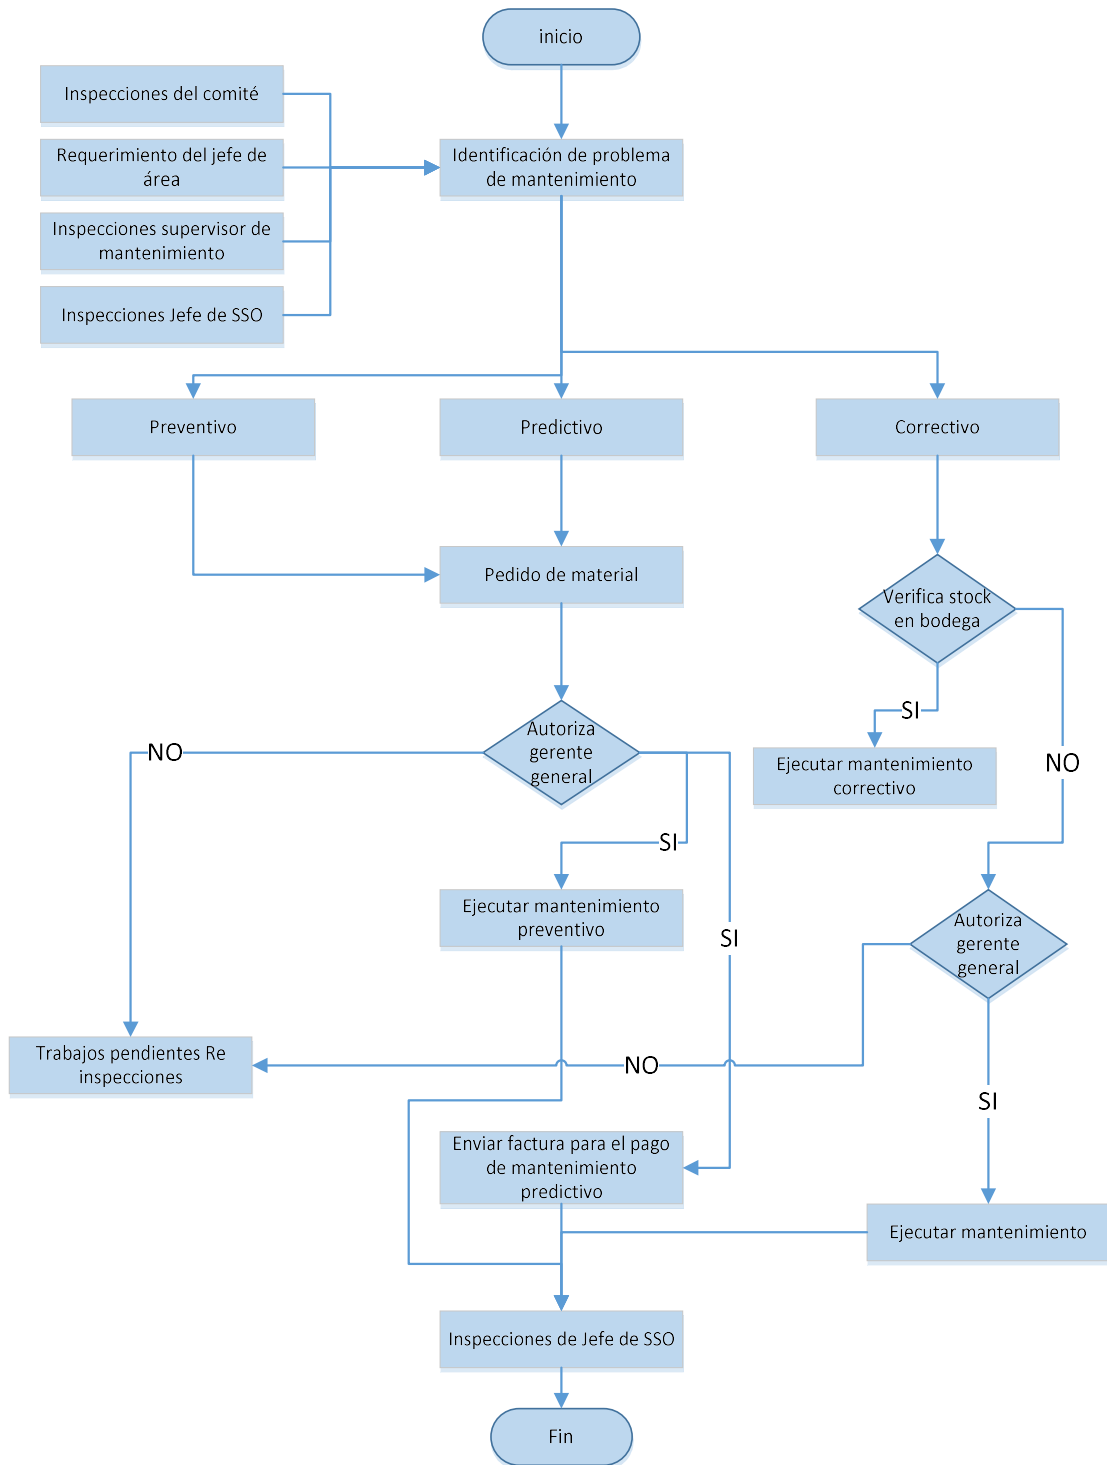 inicio
Inspecciones del comité
Requerimiento del jefe de
área
Identificación de problema
de mantenimiento
Inspecciones supervisor de
mantenimiento
Inspecciones Jefe de SSO
Preventivo
Predictivo
Correctivo
Pedido de material
Verifica stock
en bodega
SI
NO
Autoriza
gerente
general
NO
Ejecutar mantenimiento
correctivo
SI
Ejecutar mantenimiento
preventivo
SI
Autoriza
gerente
general
Trabajos pendientes Re
inspecciones
NO
SI
Enviar factura para el pago
de mantenimiento
predictivo
Ejecutar mantenimiento
Inspecciones de Jefe de SSO
Fin